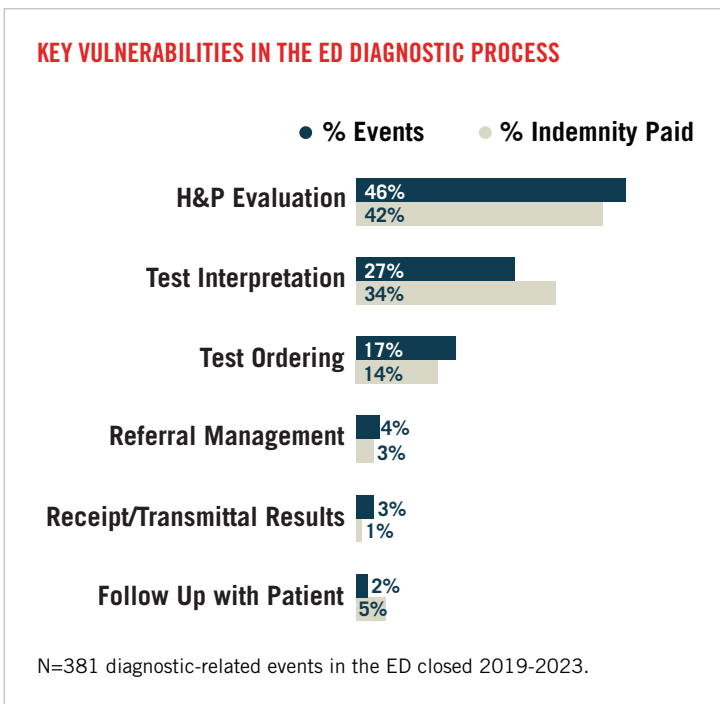 KEY VULNERABILITIES IN THE ED DIAGNOSTIC PROCESS
% Events % Indemnity Paid
H&P Evaluation
46%
42%
Test Interpretation
27%
34%
Test Ordering
17%
14%
Referral Management
4%
3%
Receipt/Transmittal Results
3%
1%
Follow Up with Patient
2%
5%
N=381 diagnostic-related events in the ED closed 2019-2023.